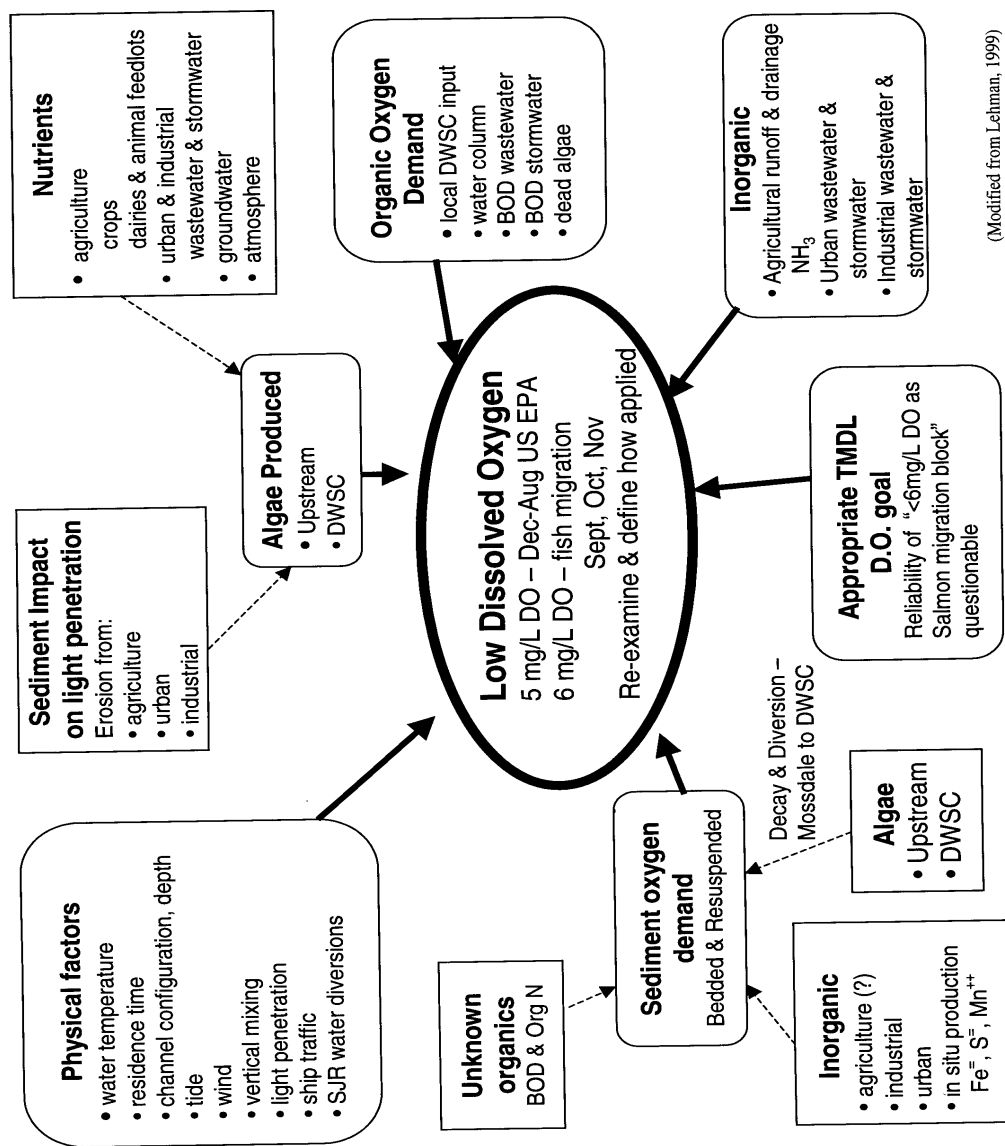 Physical factors
• water temperature
• residence time
• channel configuration, depth
• tide
• wind
• vertical mixing
• light penetration
• ship traffic
• SJR water diversions
Sediment Impact
on light penetration
Erosion from:
• agriculture
• urban
• industrial
Nutrients
• agriculture
crops
dairies & animal feedlots
• urban & industrial
wastewater & stormwater
• groundwater
• atmosphere
Algae Produced
• Upstream
• DWSC
Organic Oxygen
Demand
• local DWSC input
• water column
• BOD wastewater
• BOD stormwater
• dead algae
Low Dissolved Oxygen
5 mg/L DO – Dec-Aug US EPA
6 mg/L DO – fish migration
Sept, Oct, Nov
Re-examine & define how applied
Unknown
organics
BOD & Org N
Sediment oxygen
demand
Bedded & Resuspended
Decay & Diversion –
Mossdale to DWSC
Inorganic
• agriculture (?)
• industrial
• urban
• in situ production
Fe⁼, S⁼, Mn⁺⁺
Algae
• Upstream
• DWSC
Appropriate TMDL
D.O. goal
Reliability of "<6mg/L DO as
Salmon migration block"
questionable
Inorganic
• Agricultural runoff & drainage
NH₃
• Urban wastewater &
stormwater
• Industrial wastewater &
stormwater
(Modified from Lehman, 1999)